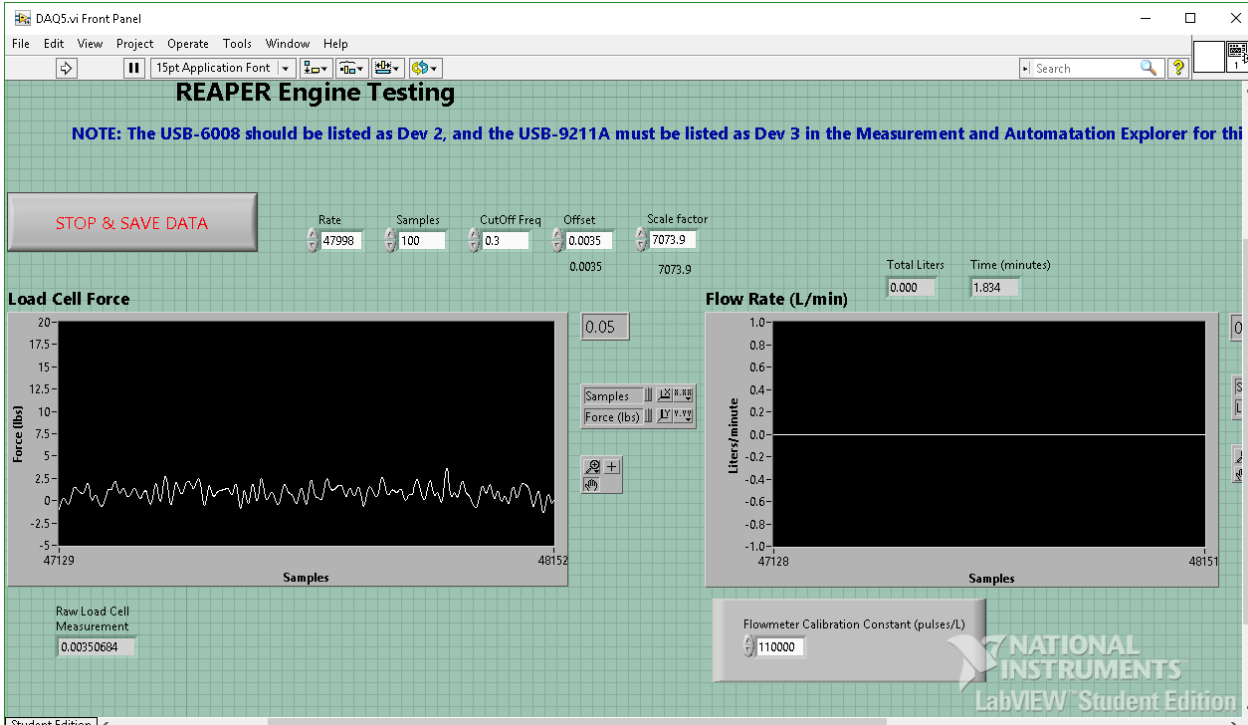 DAQ5.vi Front Panel
File Edit View Project Operate Tools Window Help
15pt Application Font
Search
1
REAPER Engine Testing
NOTE: The USB-6008 should be listed as Dev 2, and the USB-9211A must be listed as Dev 3 in the Measurement and Automatation Explorer for thi
STOP & SAVE DATA
Rate Samples CutOff Freq Offset Scale factor
47998 100 0.3 0.0035 7073.9
0.0035 7073.9
Total Liters Time (minutes)
0.000 1.834
Load Cell Force
0.05
20
17.5
15
12.5
10
7.5
5
2.5
0
-2.5
-5
Force (lbs)
47129 48152
Samples
Samples
Force (lbs)
Raw Load Cell
Measurement
0.00350684
Flow Rate (L/min)
0
1.0
0.8
0.6
0.4
0.2
0.0
-0.2
-0.4
-0.6
-0.8
-1.0
Liters/minute
47128 48151
Samples
S
L
Flowmeter Calibration Constant (pulses/L)
110000
NATIONAL
INSTRUMENTS
LabVIEW™ Student Edition
Student Edition